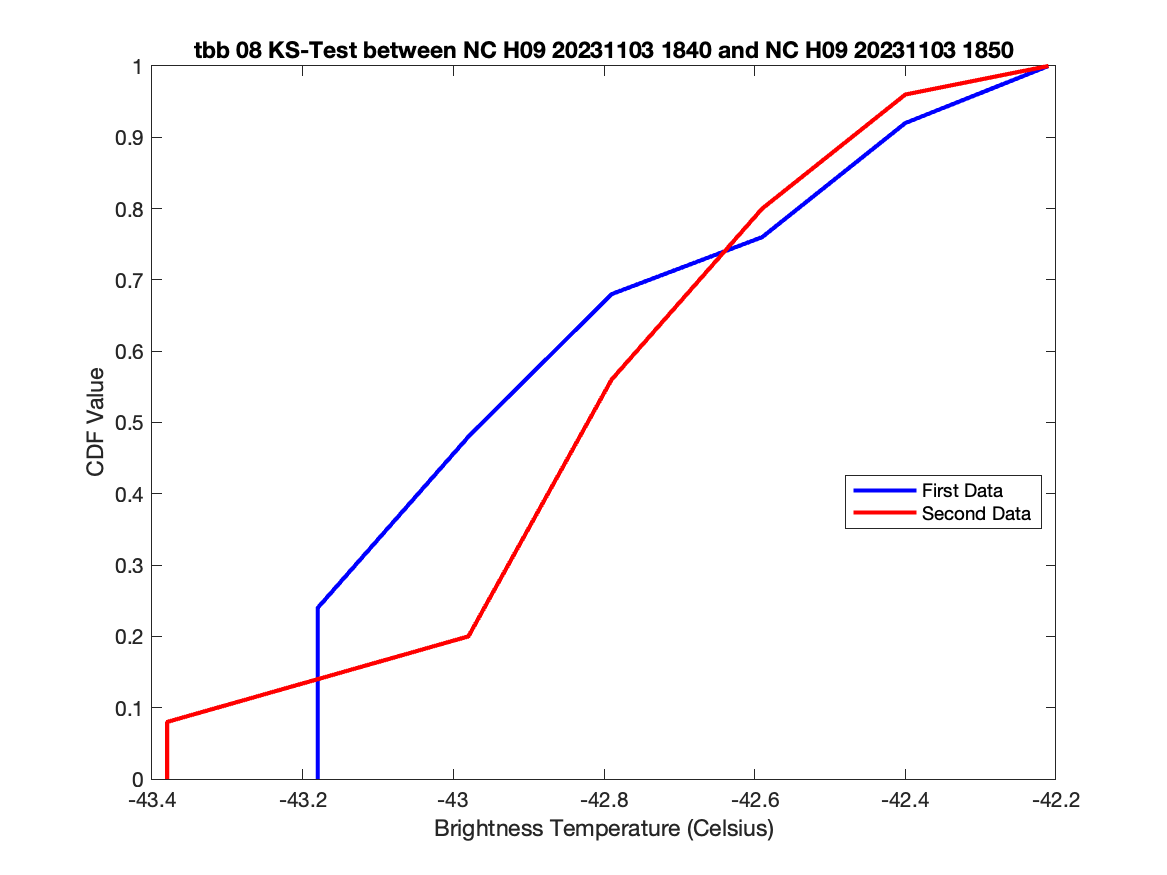 tbb 08 KS-Test between NC H09 20231103 1840 and NC H09 20231103 1850
1
0.9
0.8
0.7
0.6
0.5
0.4
0.3
0.2
0.1
0
CDF Value
First Data
Second Data
-43.4 -43.2 -43 -42.8 -42.6 -42.4 -42.2
Brightness Temperature (Celsius)